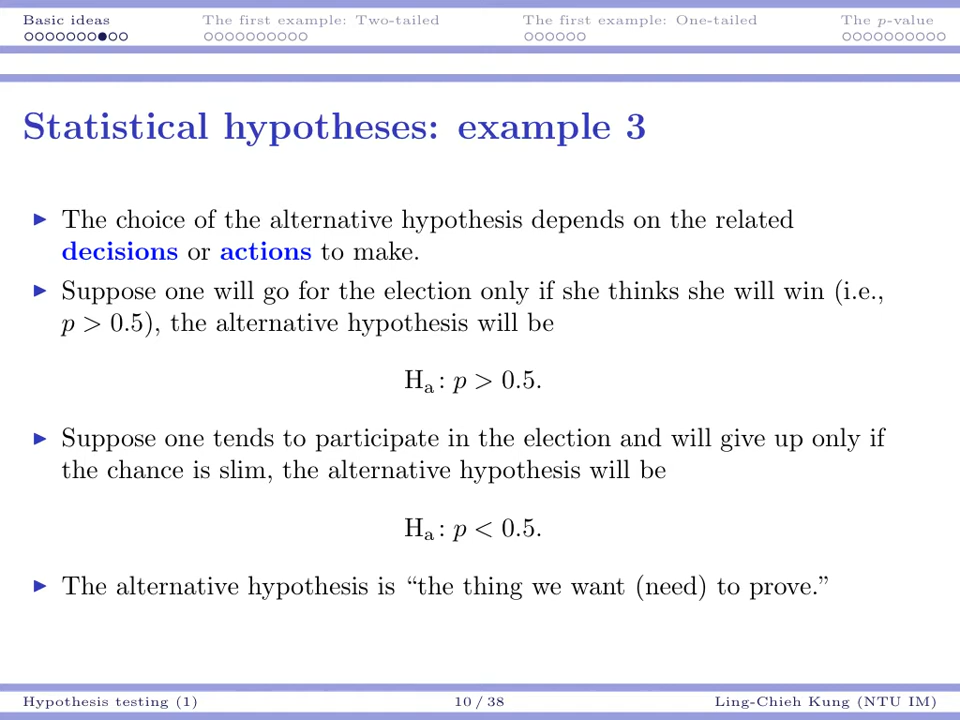 Basic ideas
The first example: Two-tailed
The first example: One-tailed
The p-value
Statistical hypotheses: example 3
The choice of the alternative hypothesis depends on the related
decisions or actions to make.
Suppose one will go for the election only if she thinks she will win (i.e.,
p > 0.5), the alternative hypothesis will be
Ha: p > 0.5.
Suppose one tends to participate in the election and will give up only if
the chance is slim, the alternative hypothesis will be
Ha: p < 0.5.
The alternative hypothesis is “the thing we want (need) to prove.”
Hypothesis testing (1)
10 / 38
Ling-Chieh Kung (NTU IM)